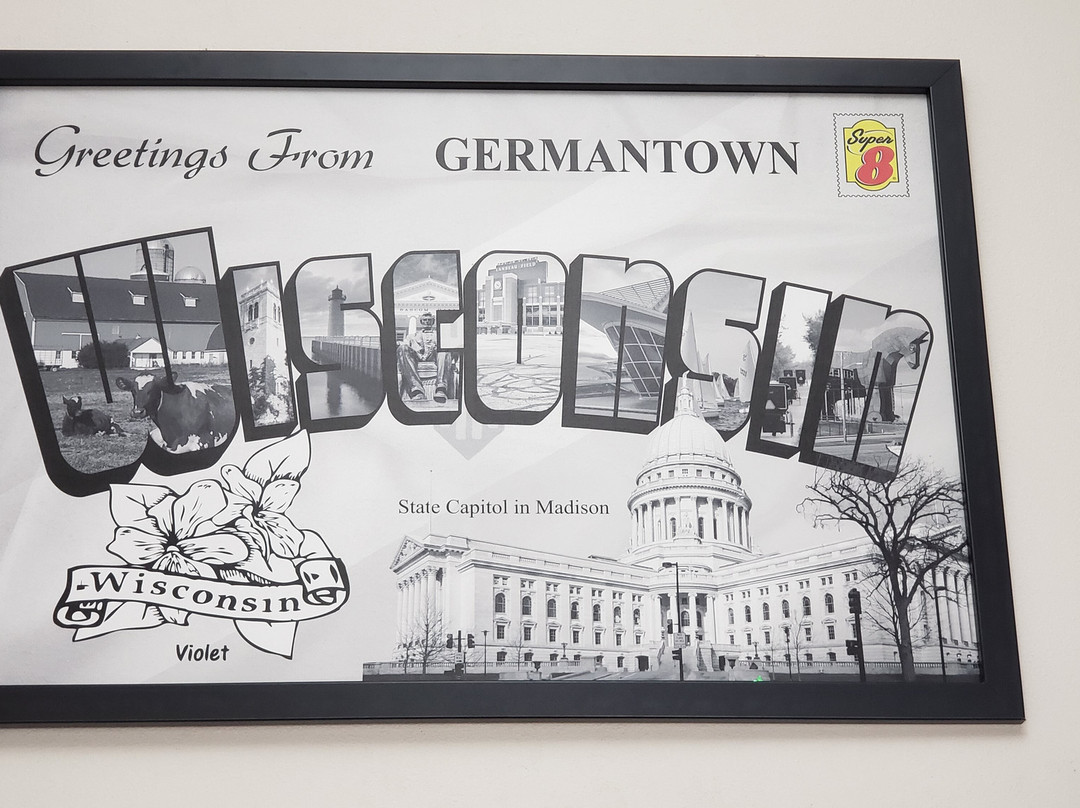 Greetings From GERMANTOWN
Super
8
Wisconsin
State Capitol in Madison
Wisconsin
Violet